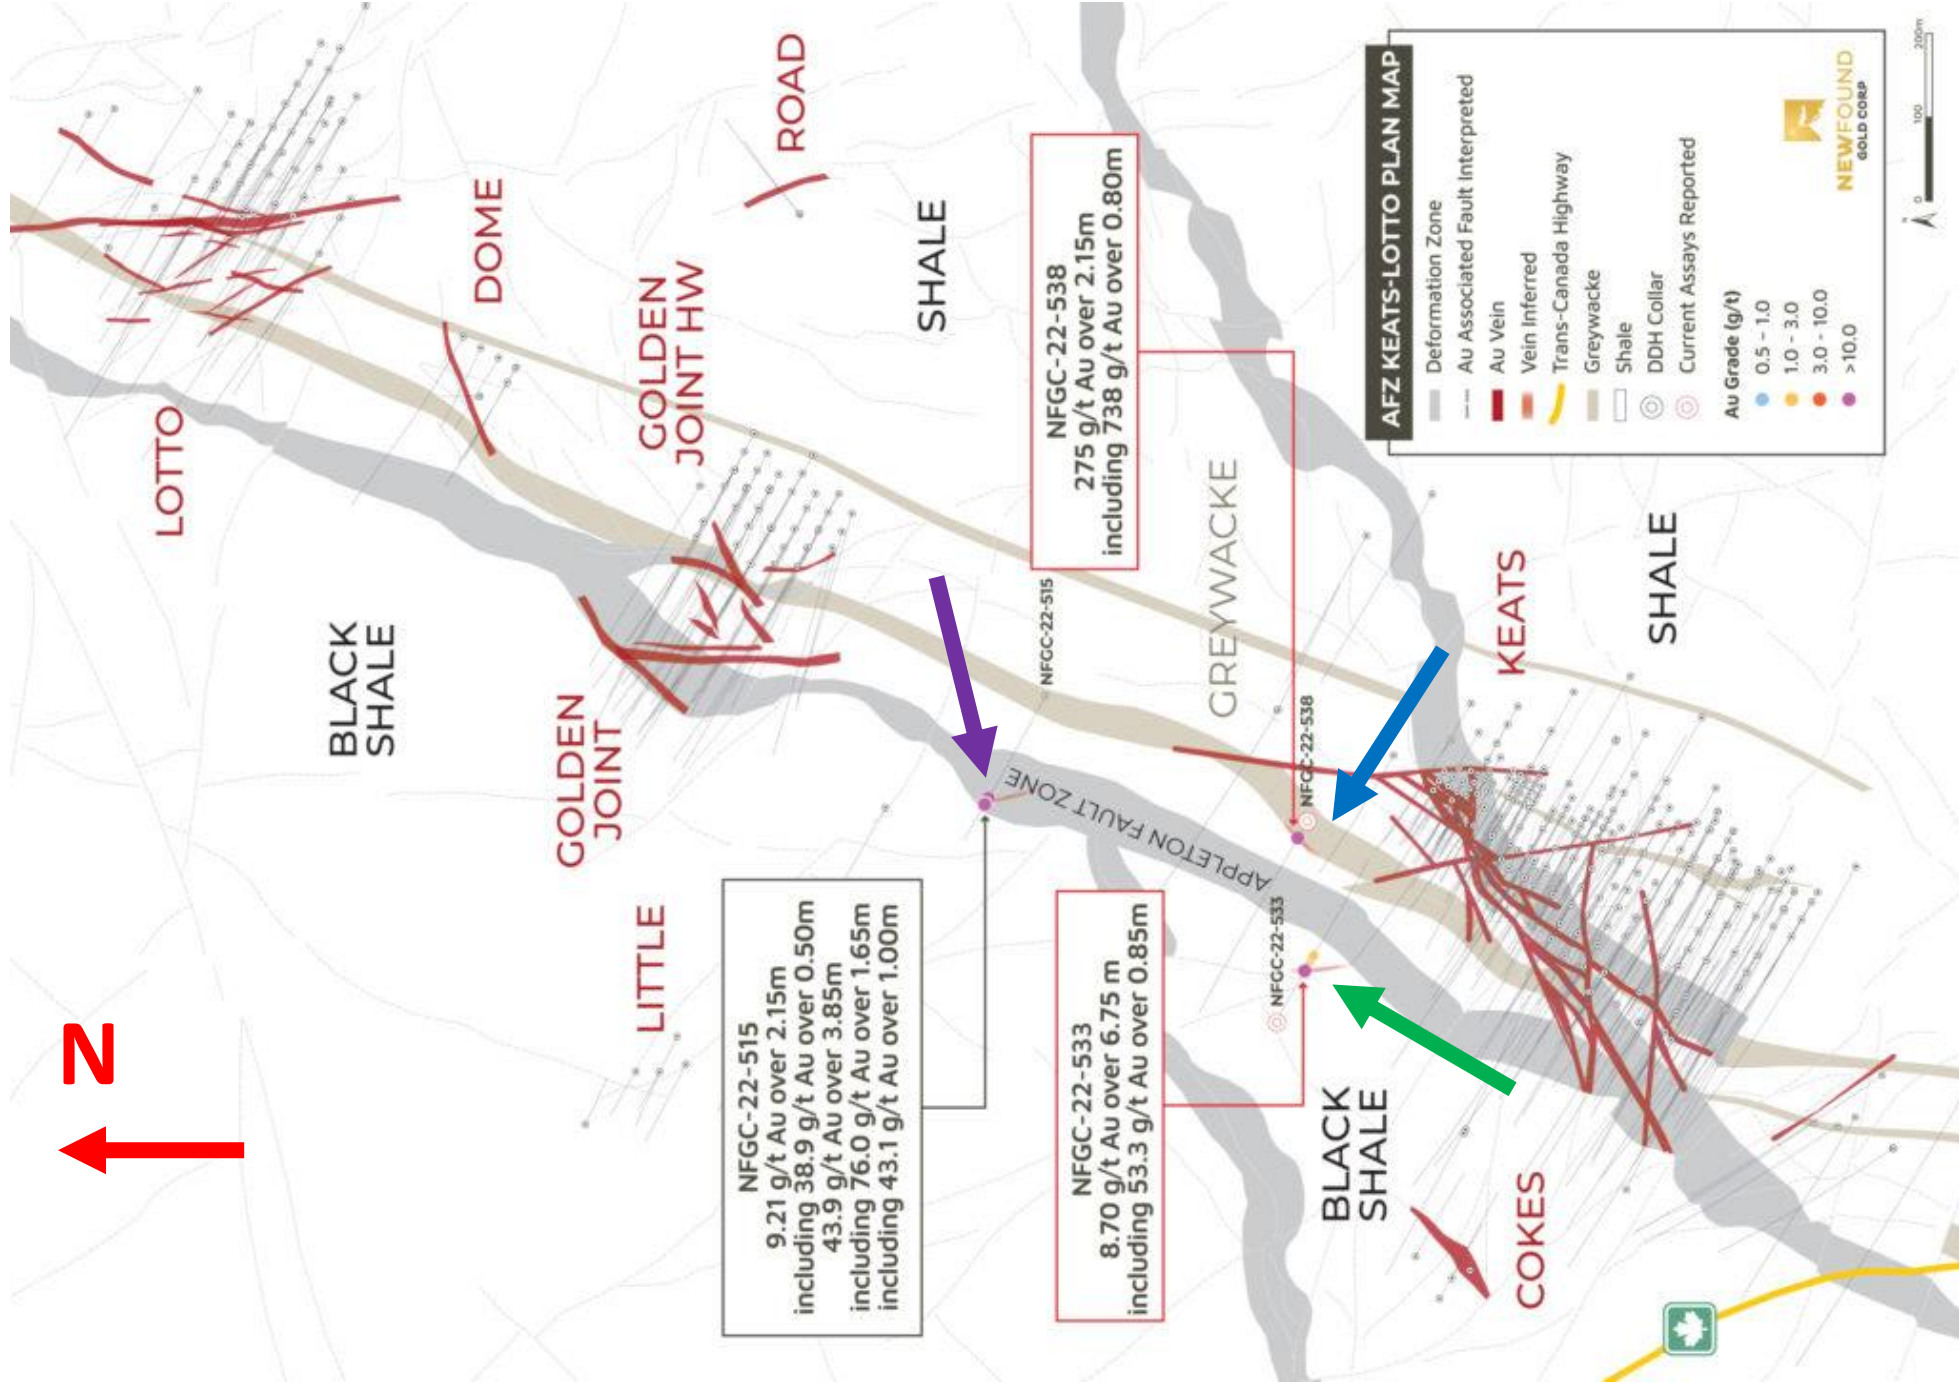 N
LOTTO
DOME
ROAD
GOLDEN
JOINT HW
SHALE
BLACK
SHALE
GOLDEN
JOINT
LITTLE
NFGC-22-515
9.21 g/t Au over 2.15m
including 38.9 g/t Au over 0.50m
43.9 g/t Au over 3.85m
including 76.0 g/t Au over 1.65m
including 43.1 g/t Au over 1.00m
NFGC-22-538
275 g/t Au over 2.15m
including 738 g/t Au over 0.80m
NFGC-22-533
8.70 g/t Au over 6.75 m
including 53.3 g/t Au over 0.85m
NFGC-22-515
APPLETON FAULT ZONE
GREYWACKE
NFGC-22-538
NFGC-22-533
KEATS
SHALE
BLACK
SHALE
COKES
AFZ KEATS-LOTTO PLAN MAP
Deformation Zone
Au Associated Fault Interpreted
Au Vein
Vein Inferred
Trans-Canada Highway
Greywacke
Shale
DDH Collar
Current Assays Reported
Au Grade (g/t)
0.5 - 1.0
1.0 - 3.0
3.0 - 10.0
>10.0
NEWFOUND
GOLD CORP
N
0 100 200m